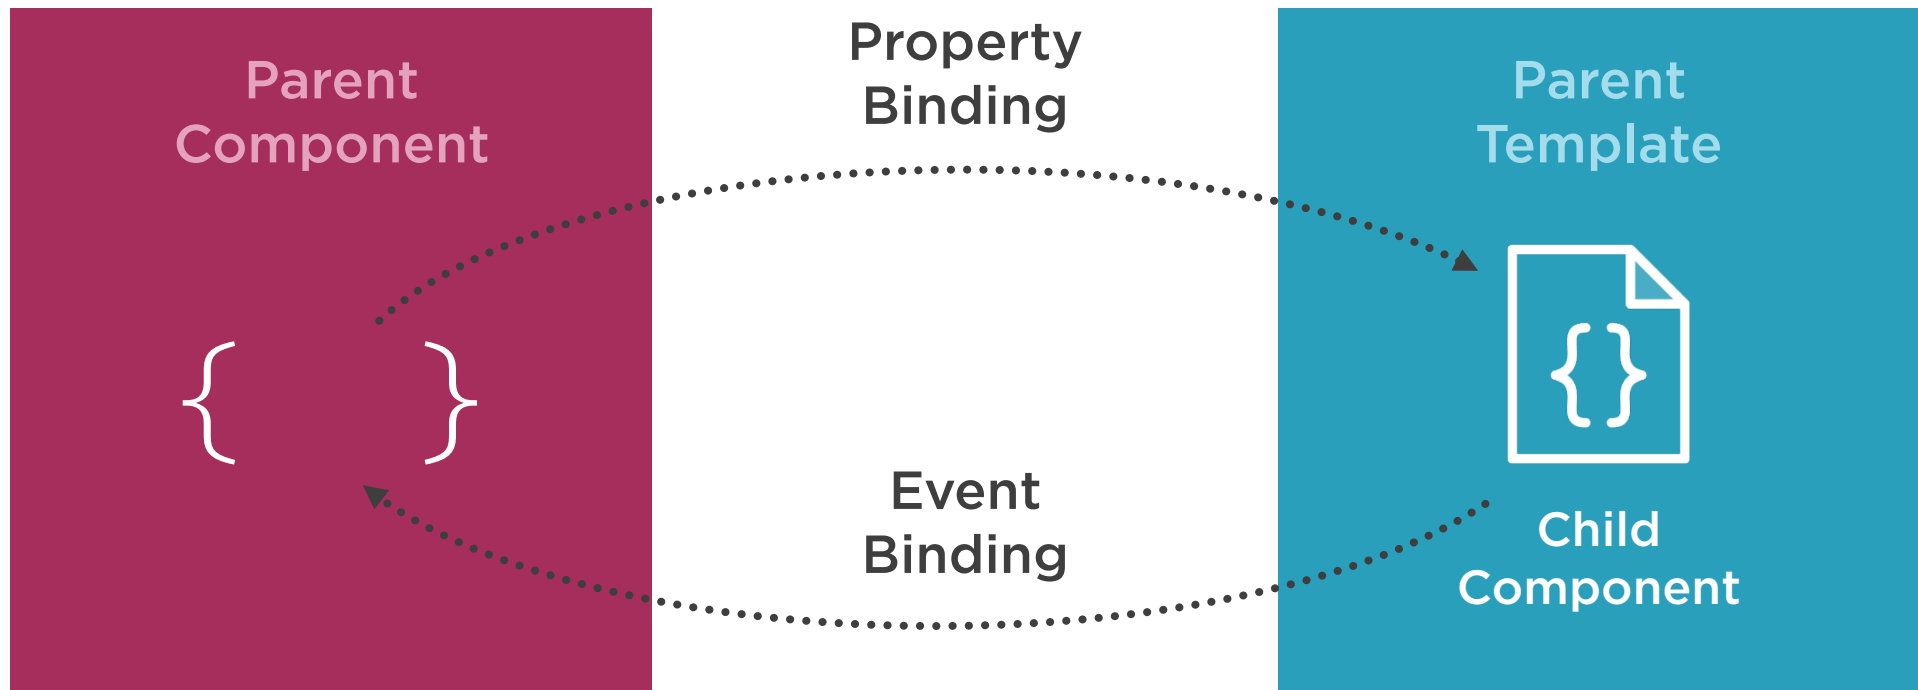 Parent
Component
{ }
Property
Binding
Event
Binding
Parent
Template
{}
Child
Component